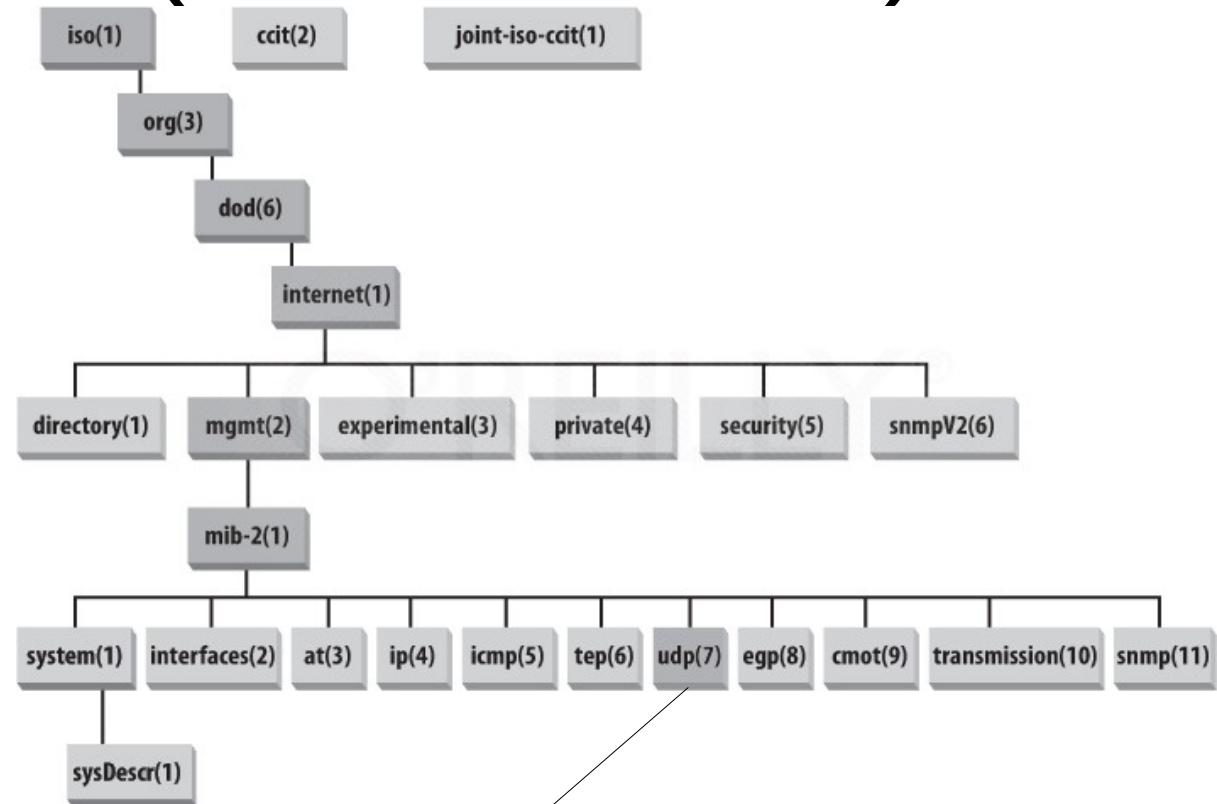 iso(1) ccit(2) joint-iso-ccit(1)
org(3)
dod(6)
internet(1)
directory(1) mgmt(2) experimental(3) private(4) security(5) snmpV2(6)
mib-2(1)
system(1) interfaces(2) at(3) ip(4) icmp(5) tep(6) udp(7) egp(8) cmot(9) transmission(10) snmp(11)
sysDescr(1)